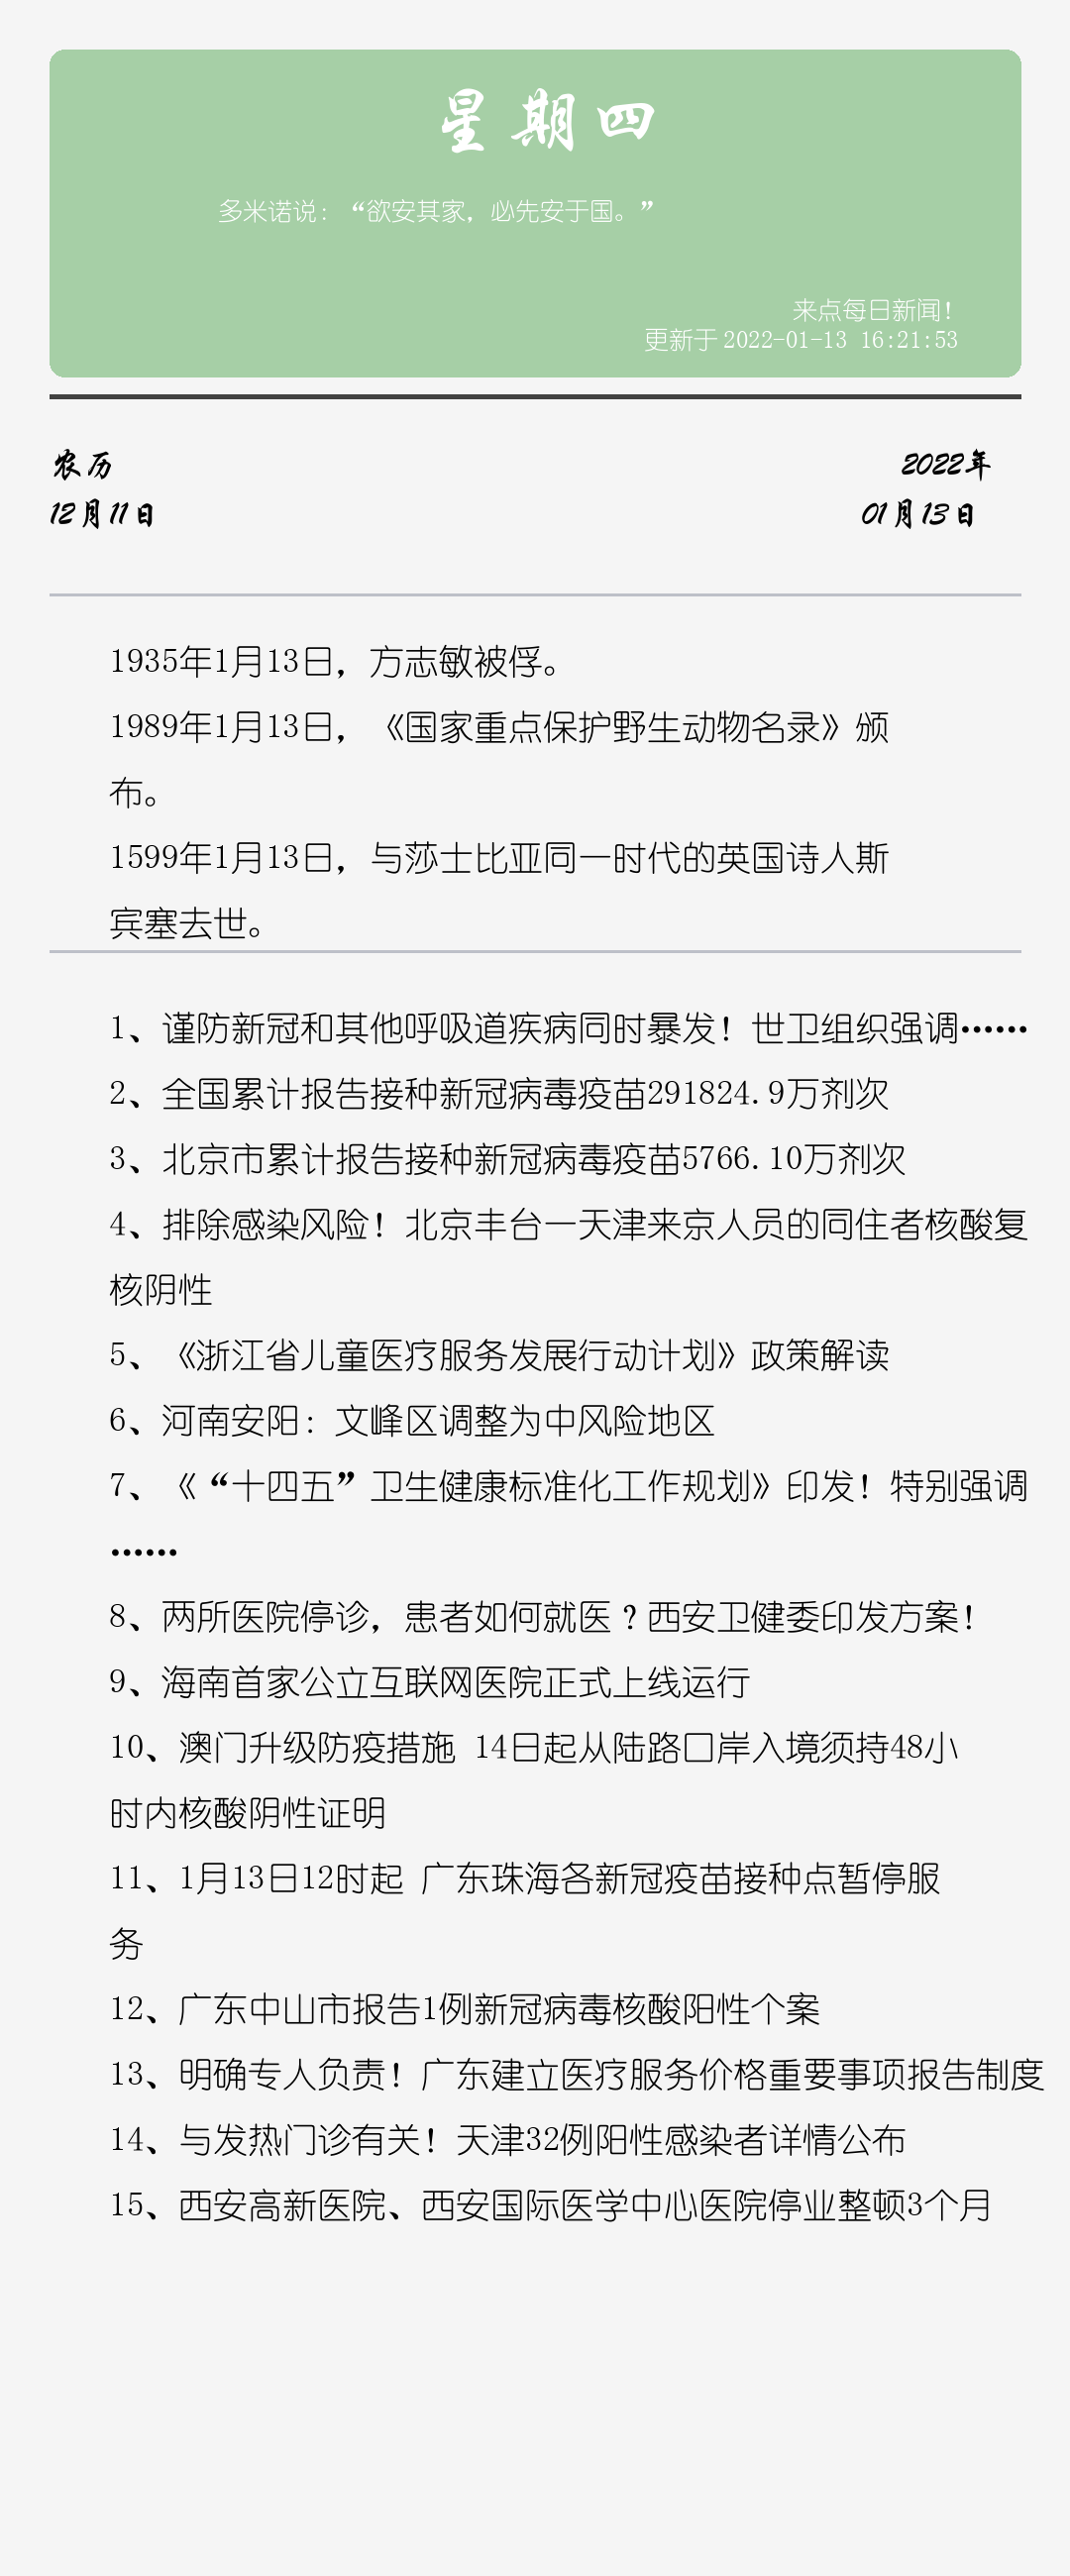 星期四
多米诺说：“欲安其家，必先安于国。”
来点每日新闻！
更新于2022-01-13 16:21:53
农历
2022年
12月11日
01月13日
1935年1月13日，方志敏被俘。
1989年1月13日，《国家重点保护野生动物名录》颁
布。
1599年1月13日，与莎士比亚同一时代的英国诗人斯
宾塞去世。
1、谨防新冠和其他呼吸道疾病同时暴发！世卫组织强调……
2、全国累计报告接种新冠病毒疫苗291824.9万剂次
3、北京市累计报告接种新冠病毒疫苗5766.10万剂次
4、排除感染风险！北京丰台一天津来京人员的同住者核酸复
核阴性
5、《浙江省儿童医疗服务发展行动计划》政策解读
6、河南安阳：文峰区调整为中风险地区
7、《“十四五”卫生健康标准化工作规划》印发！特别强调
……
8、两所医院停诊，患者如何就医？西安卫健委印发方案！
9、海南首家公立互联网医院正式上线运行
10、澳门升级防疫措施 14日起从陆路口岸入境须持48小
时内核酸阴性证明
11、1月13日12时起 广东珠海各新冠疫苗接种点暂停服
务
12、广东中山市报告1例新冠病毒核酸阳性个案
13、明确专人负责！广东建立医疗服务价格重要事项报告制度
14、与发热门诊有关！天津32例阳性感染者详情公布
15、西安高新医院、西安国际医学中心医院停业整顿3个月